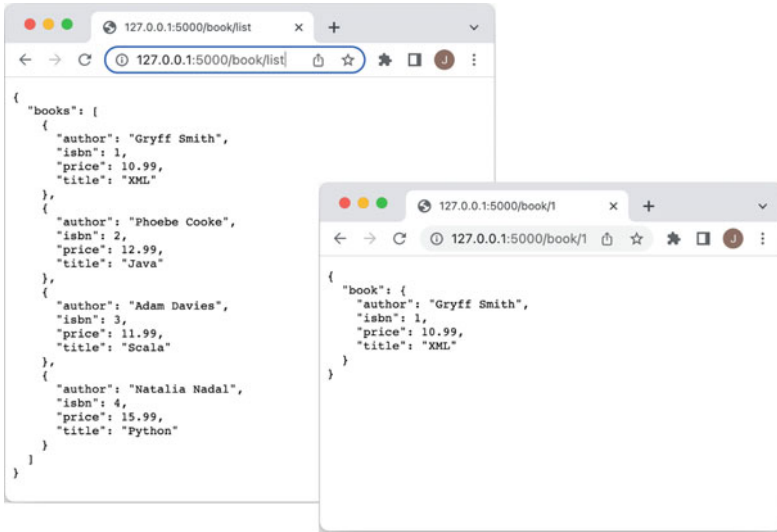 127.0.0.1:5000/book/list
127.0.0.1:5000/book/list
J
{
"books": [
{
"author": "Gryff Smith",
"isbn": 1,
"price": 10.99,
"title": "XML"
},
{
"author": "Phoebe Cooke",
"isbn": 2,
"price": 12.99,
"title": "Java"
},
{
"author": "Adam Davies",
"isbn": 3,
"price": 11.99,
"title": "Scala"
},
{
"author": "Natalia Nadal",
"isbn": 4,
"price": 15.99,
"title": "Python"
}
]
}
127.0.0.1:5000/book/1
127.0.0.1:5000/book/1
J
{
"book": {
"author": "Gryff Smith",
"isbn": 1,
"price": 10.99,
"title": "XML"
}
}